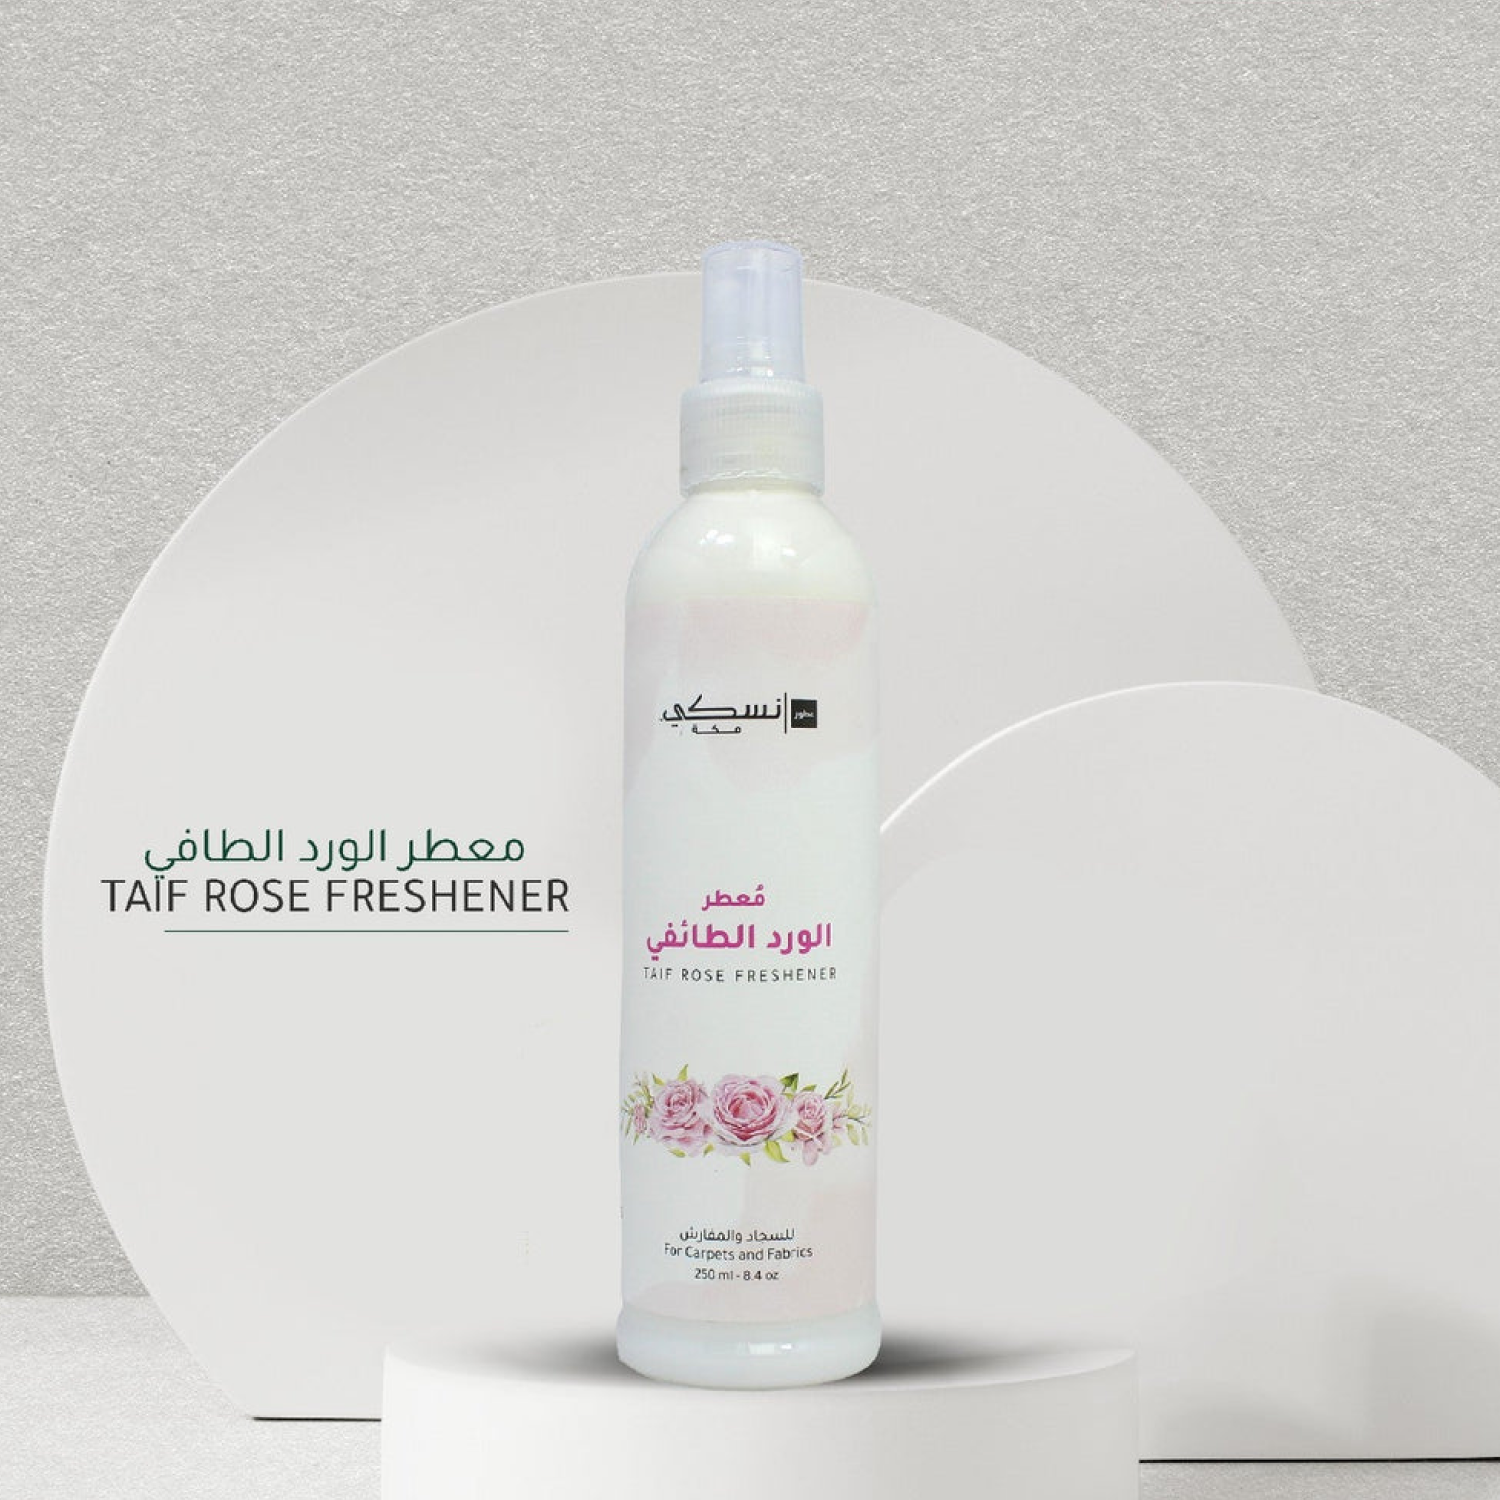 معطر الورد الطافي
TAÏF ROSE FRESHENER
نسكي عطور
مكة
مُعطر
الورد الطائفي
TAIF ROSE FRESHENER
للسجاد والمفارش
For Carpets and Fabrics
250 ml - 8.4 oz